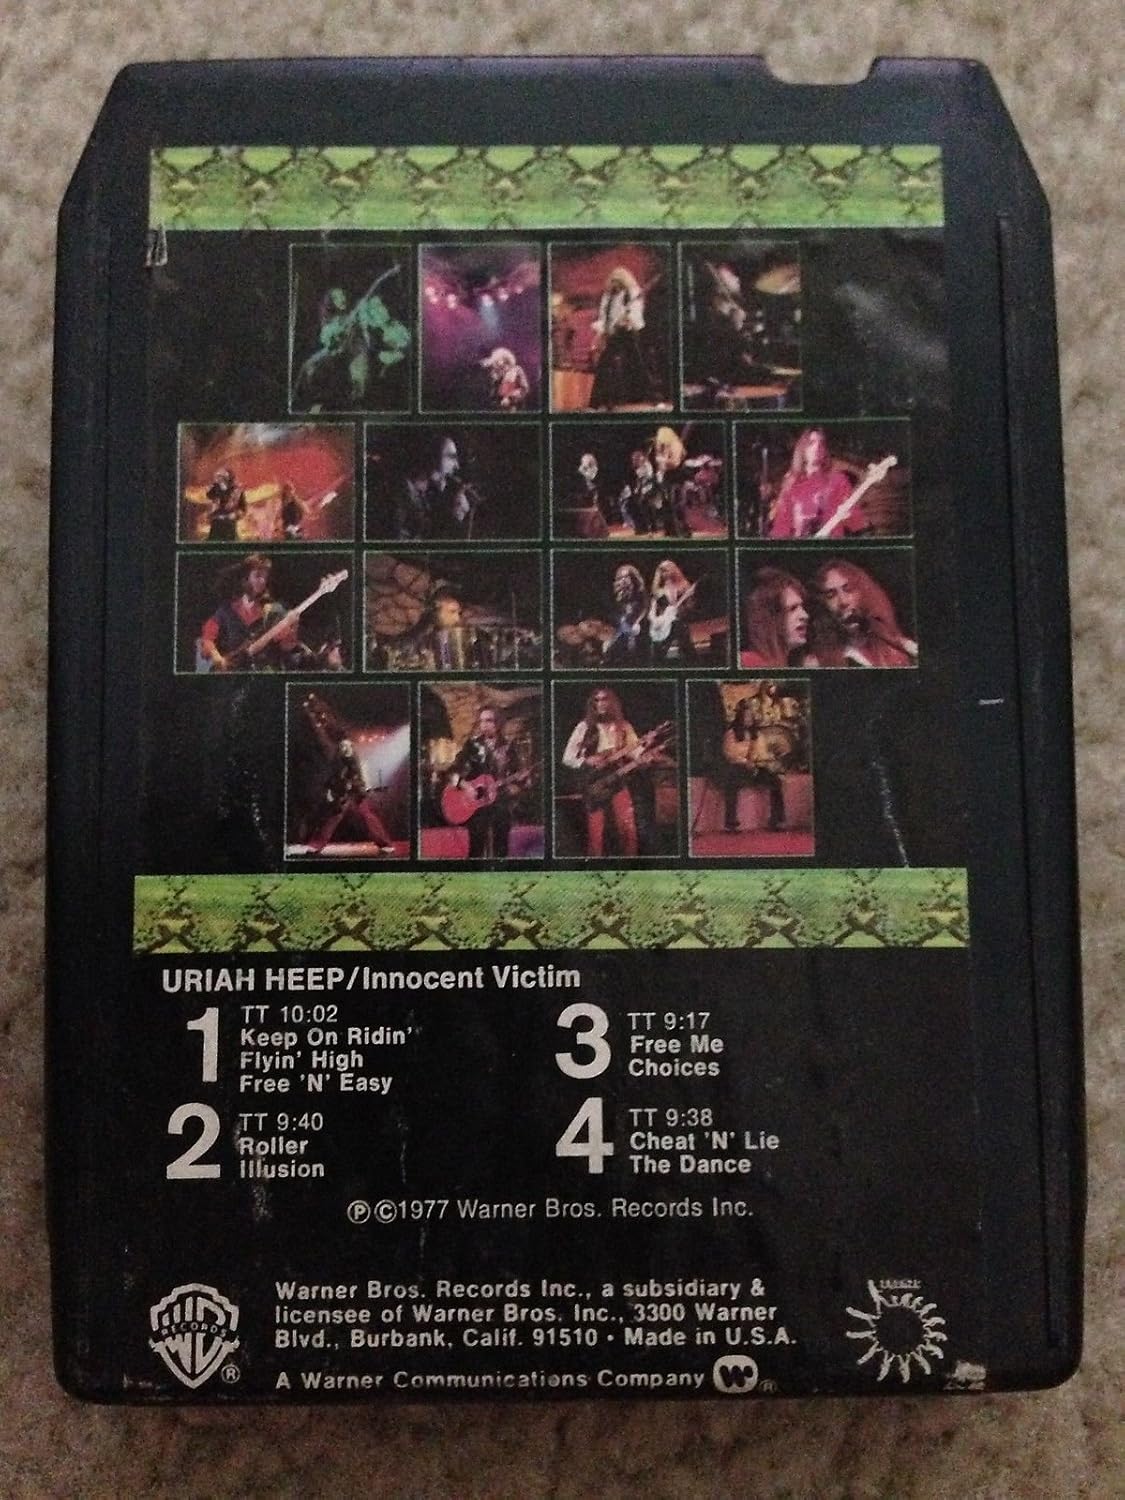 URIAH HEEP/Innocent Victim
1
TT 10:02
Keep On Ridin'
Flyin' High
Free 'N' Easy
2
TT 9:40
Roller
Illusion
3
TT 9:17
Free Me
Choices
4
TT 9:38
Cheat 'N' Lie
The Dance
℗©1977 Warner Bros. Records Inc.
WB
RECORDS
®
Warner Bros. Records Inc., a subsidiary &
licensee of Warner Bros. Inc., 3300 Warner
Blvd., Burbank, Calif. 91510 • Made in U.S.A.
A Warner Communications Company
®